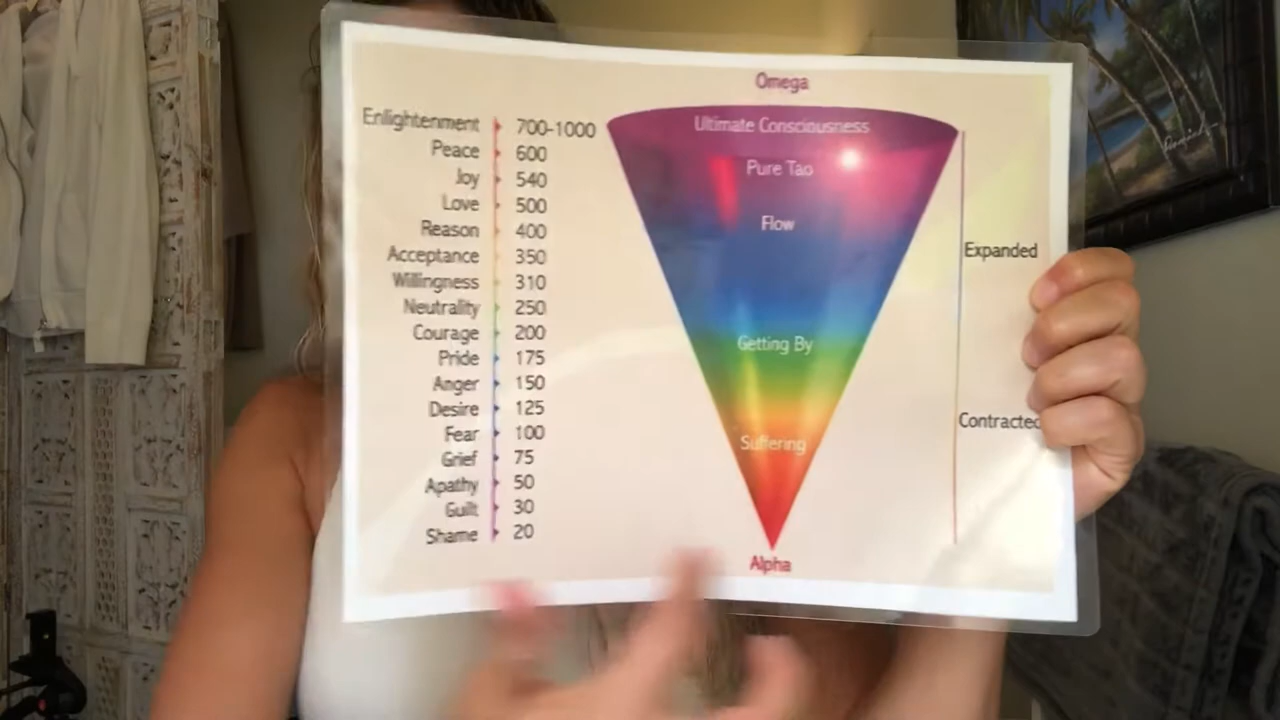 Omega
Enlightenment 700-1000
Peace 600
Joy 540
Love 500
Reason 400
Acceptance 350
Willingness 310
Neutrality 250
Courage 200
Pride 175
Anger 150
Desire 125
Fear 100
Grief 75
Apathy 50
Guilt 30
Shame 20
Ultimate Consciousness
Pure Tao
Flow
Getting By
Suffering
Alpha
Expanded
Contracted